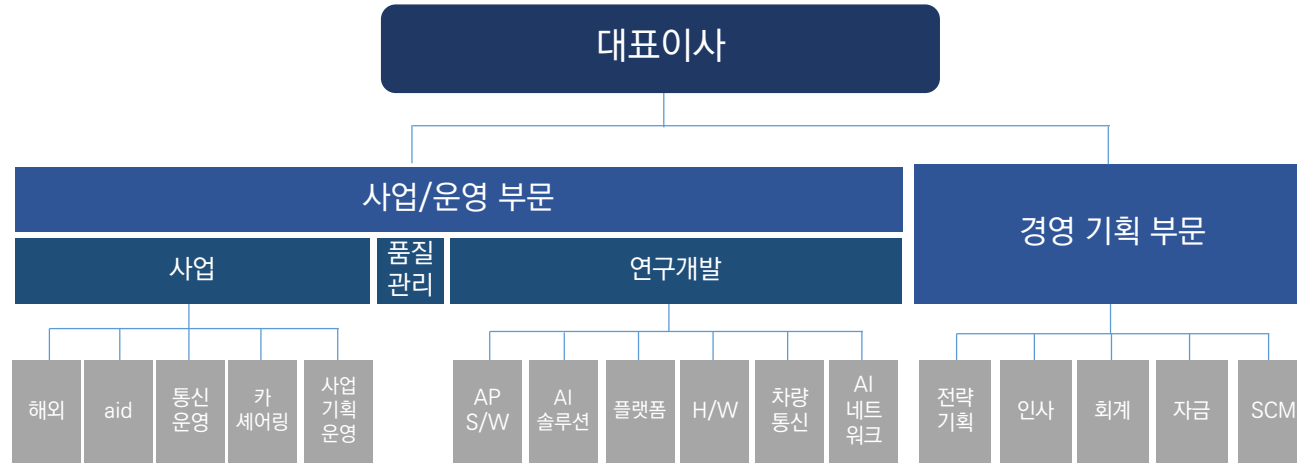 대표이사
사업/운영 부문
경영 기획 부문
사업
품질
관리
연구개발
해외
aid
통신
운영
카
셰어링
사업
기획
운영
AP
S/W
AI
솔루션
플랫폼
H/W
차량
통신
AI
네트
워크
전략
기획
인사
회계
자금
SCM